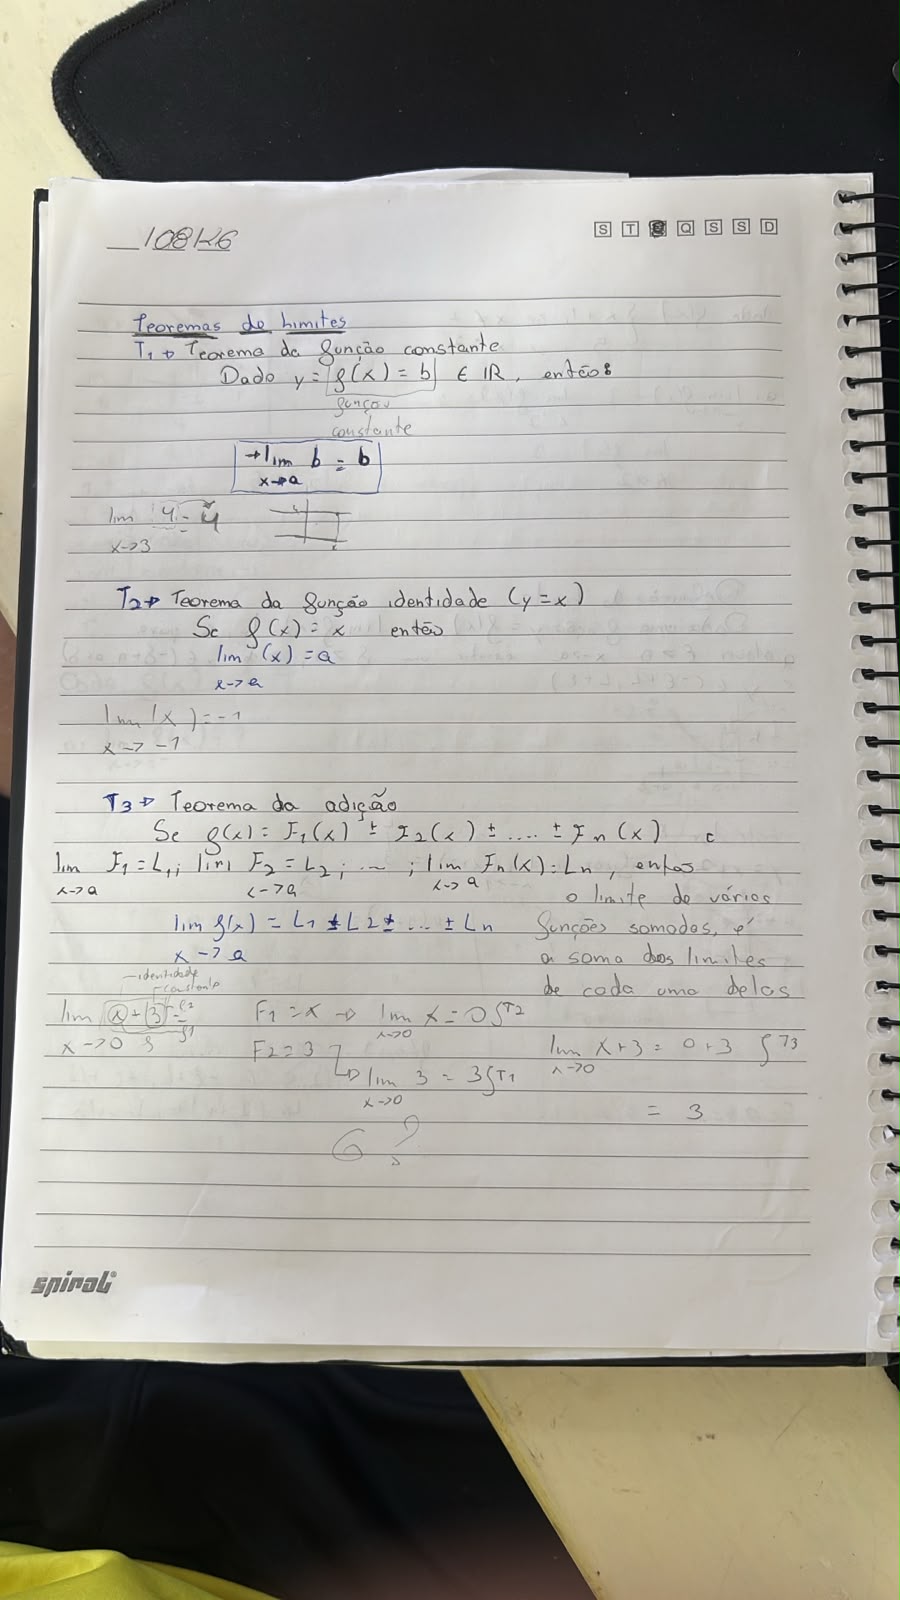 108126
S T Q Q S S D
Teoremas de Limites
T1 → Teorema da função constante
Dado y = f(x) = b ∈ IR, então:
função
constante
→ lim b = b
x→a
lim 4 = 4
x→3
T2 → Teorema da função identidade (y = x)
Se f(x) = x então
lim (x) = a
x→a
lim (x) = -1
x→ -1
T3 → Teorema da adição
Se f(x) = F1(x) ± F2(x) ± .... ± Fn(x) e
lim F1 = L1; lim F2 = L2; ...; lim Fn(x) = Ln, então
x→a x→a x→a
o limite de vários
lim f(x) = L1 ± L2 ± ... ± Ln funções somadas, é
x→a a soma dos limites
identidade
constante
de cada uma delas
lim x + 3 = F1 = x → lim x = 0 } T2
x→0 f x→0
F2 = 3 lim x + 3 = 0 + 3 } T3
x→0
→ lim 3 = 3 } T1
x→0
= 3
6?
spiral®